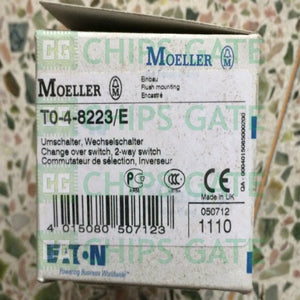 CHIPS GATE
MOELLER
Einbau
Flush mounting
Encastré
MOELLER
T0-4-8223/E
Umschalter, Wechselschalter
Change over switch, 2-way switch
Commutateur de sélection, Inverseur
CHIPS GATE
CCC
CE
Made in UK
050712
1110
4 015080 507123
EATON
Powering Business Worldwide
CHIPS GATE